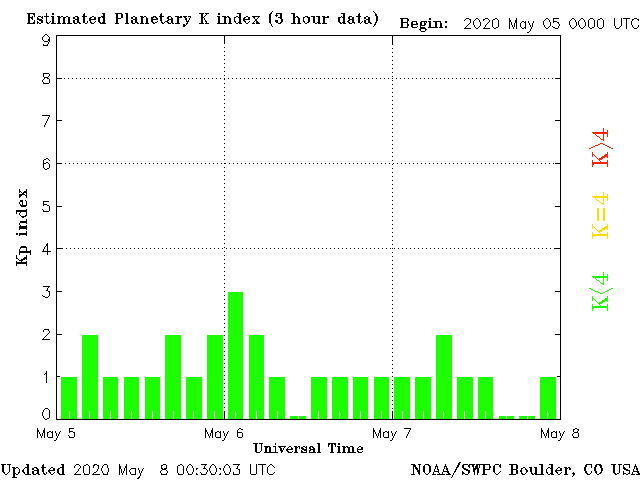 Estimated Planetary K index (3 hour data)
Begin: 2020 May 05 0000 UTC
9
8
7
6
5
4
3
2
1
0
Kp index
K>4
K=4
K<4
May 5
May 6
May 7
May 8
Universal Time
Updated 2020 May 8 00:30:03 UTC
NOAA/SWPC Boulder, CO USA